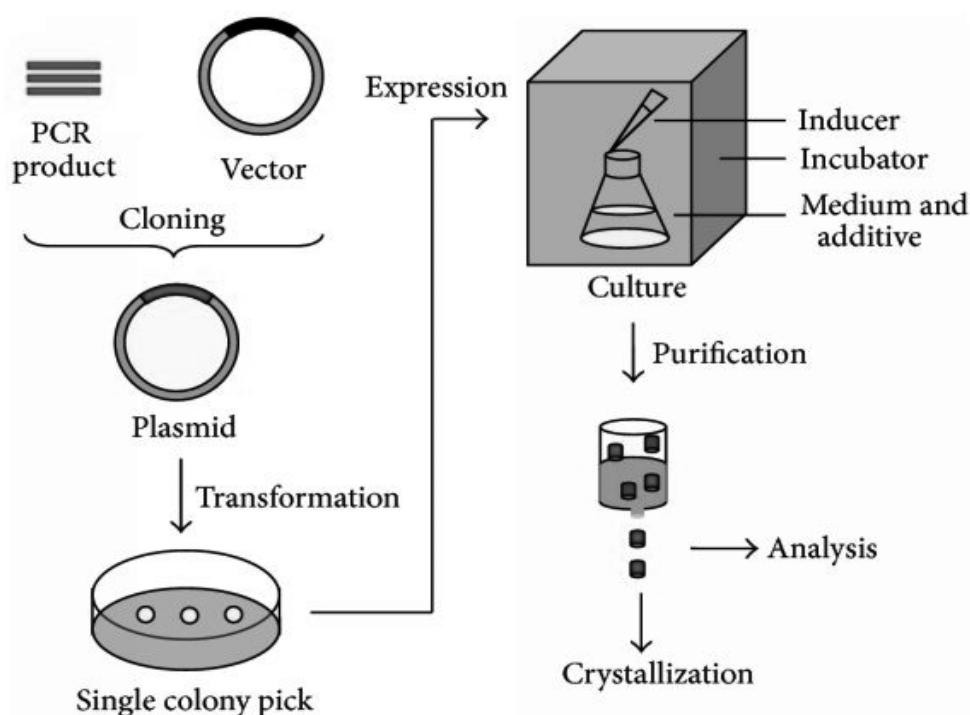 PCR
product
Vector
Cloning
Plasmid
Transformation
Single colony pick
Expression
Inducer
Incubator
Medium and
additive
Culture
Purification
Analysis
Crystallization